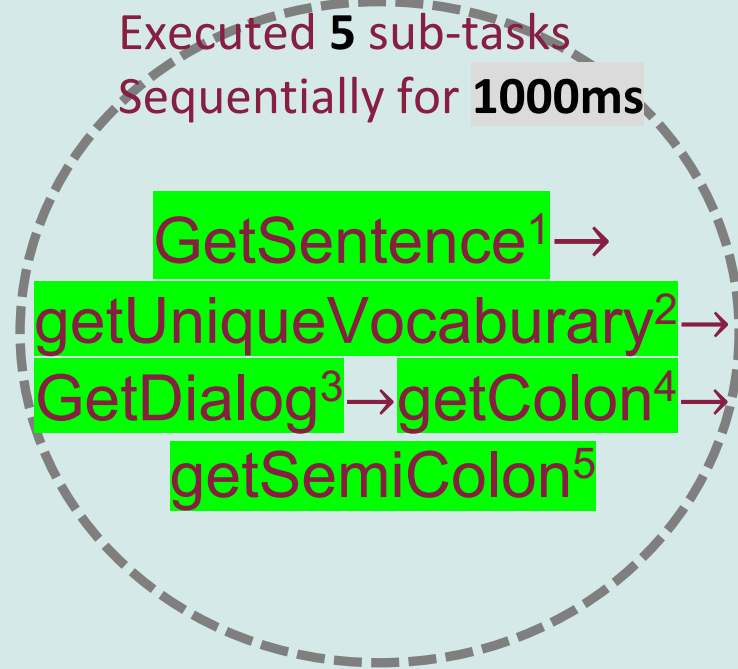 Executed 5 sub-tasks
Sequentially for 1000ms
GetSentence¹→
getUniqueVocaburary²→
GetDialog³→getColon⁴→
getSemiColon⁵